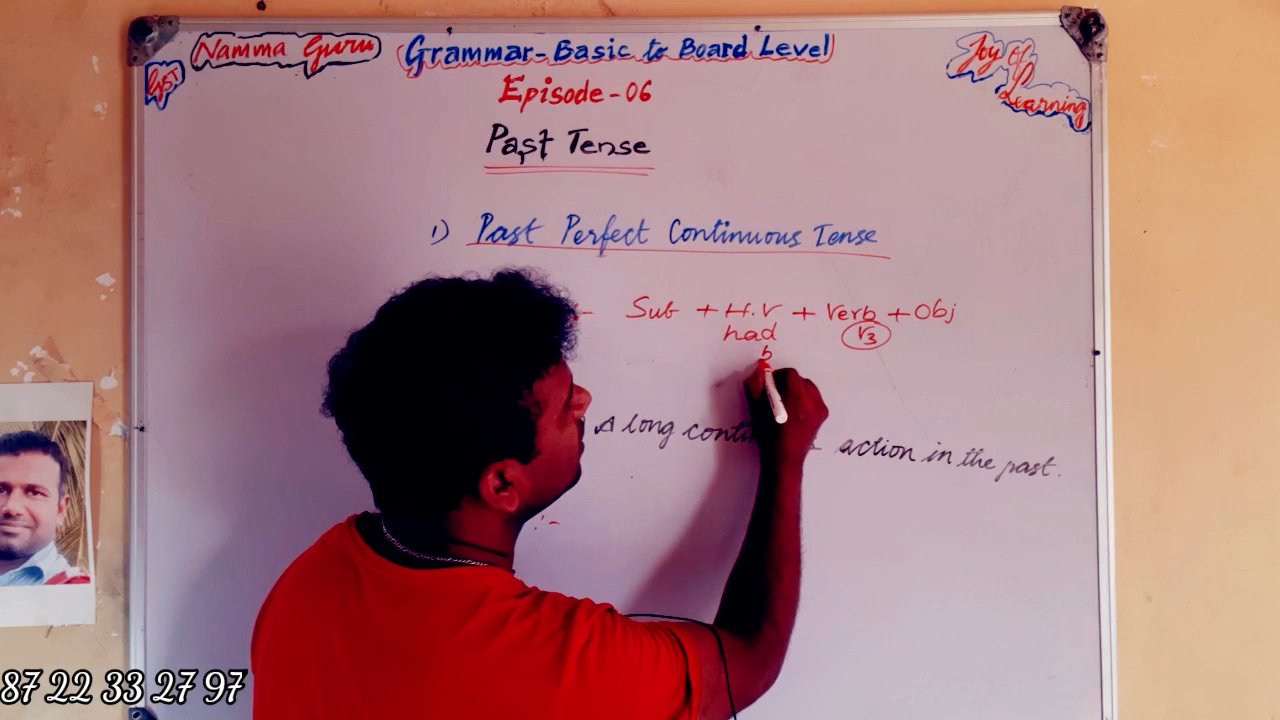 Namma Guru
Grammar-Basic to Board Level
Joy Of
Learning
Episode-06
Past Tense
1) Past Perfect Continuous Tense
Sub + H.V + Verb + Obj
had
V3
b
A long
action in the past.
87 22 33 27 97